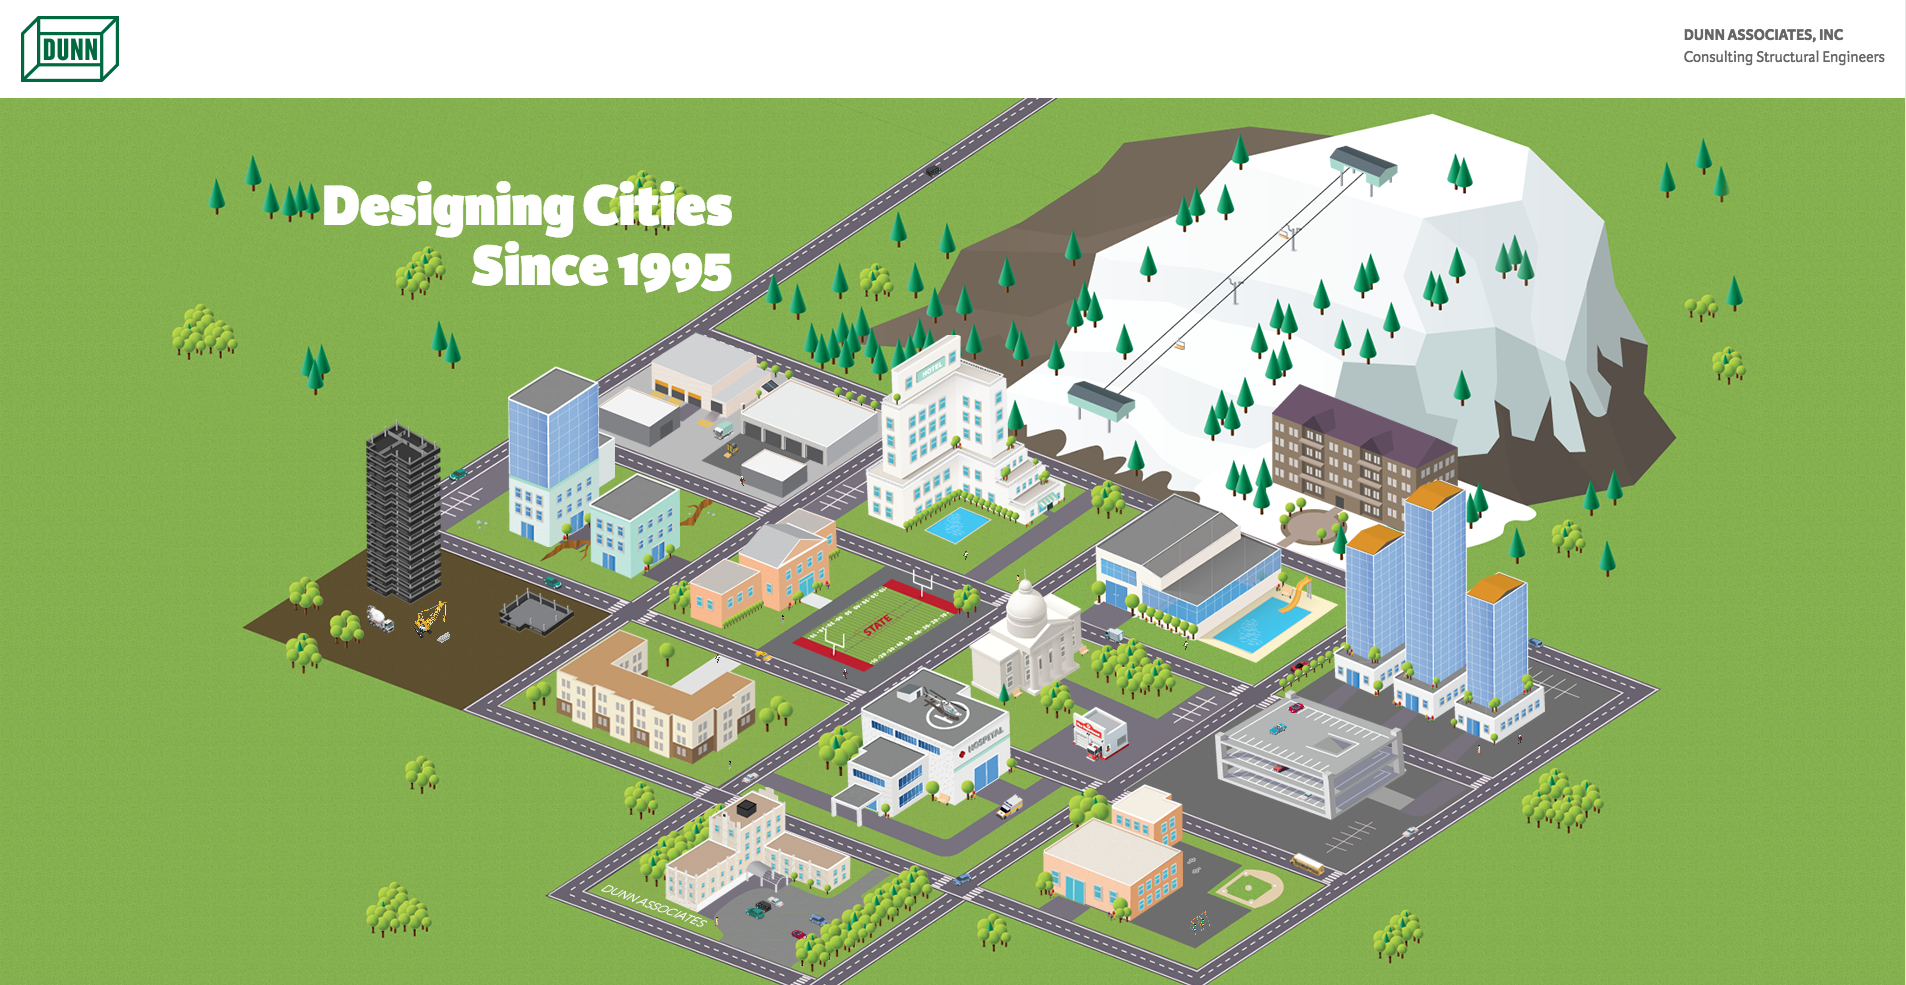 DUNN
DUNN ASSOCIATES, INC
Consulting Structural Engineers
Designing Cities
Since 1995
HOTEL
STATE
HOSPITAL
DUNN ASSOCIATES